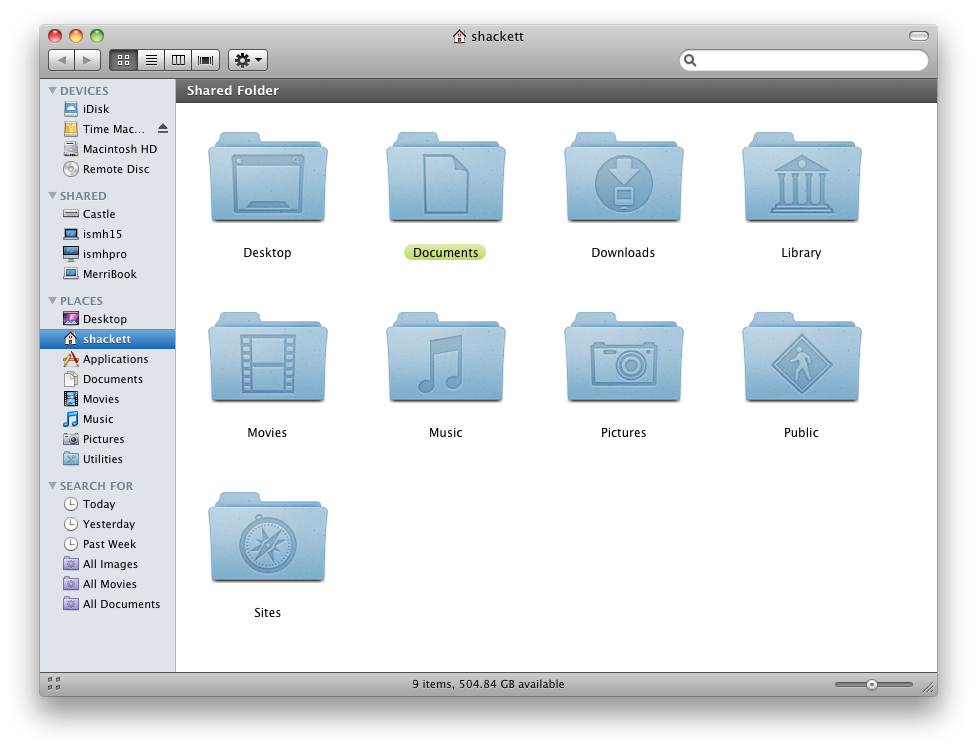 shackett
DEVICES
iDisk
Time Mac...
Macintosh HD
Remote Disc
SHARED
Castle
ismh15
ismhpro
MerriBook
PLACES
Desktop
shackett
Applications
Documents
Movies
Music
Pictures
Utilities
SEARCH FOR
Today
Yesterday
Past Week
All Images
All Movies
All Documents
Shared Folder
Desktop Documents Downloads Library
Movies Music Pictures Public
Sites
9 items, 504.84 GB available